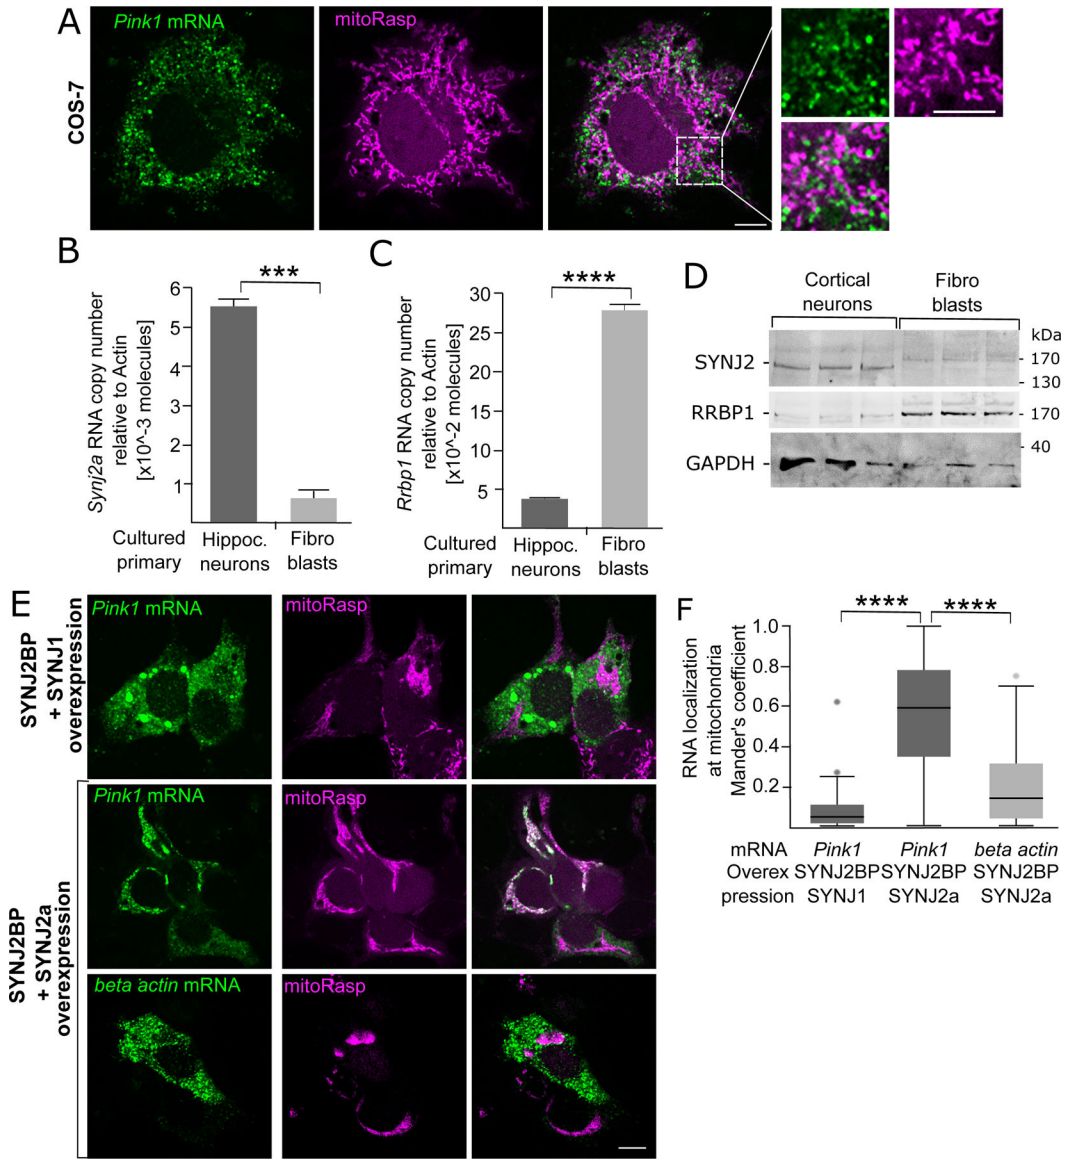 A
Pink1 mRNA
mitoRasp
COS-7
B
***
Synj2a RNA copy number
relative to Actin
[x10^-3 molecules]
6
5
4
3
2
1
Cultured
primary
Hippoc.
neurons
Fibro
blasts
C
****
Rrbp1 RNA copy number
relative to Actin
[x10^-2 molecules]
30
25
20
15
10
5
Cultured
primary
Hippoc.
neurons
Fibro
blasts
D
Cortical
neurons
Fibro
blasts
kDa
SYNJ2
170
130
RRBP1
170
40
GAPDH
E
SYNJ2BP
+ SYNJ1
overexpression
Pink1 mRNA
mitoRasp
SYNJ2BP
+ SYNJ2a
overexpression
Pink1 mRNA
mitoRasp
beta actin mRNA
mitoRasp
F
****
****
RNA localization
at mitochondria
Mander's coefficient
1.0
0.8
0.6
0.4
0.2
mRNA
Pink1
Pink1
beta actin
Overex
SYNJ2BP
SYNJ2BP
SYNJ2BP
pression
SYNJ1
SYNJ2a
SYNJ2a